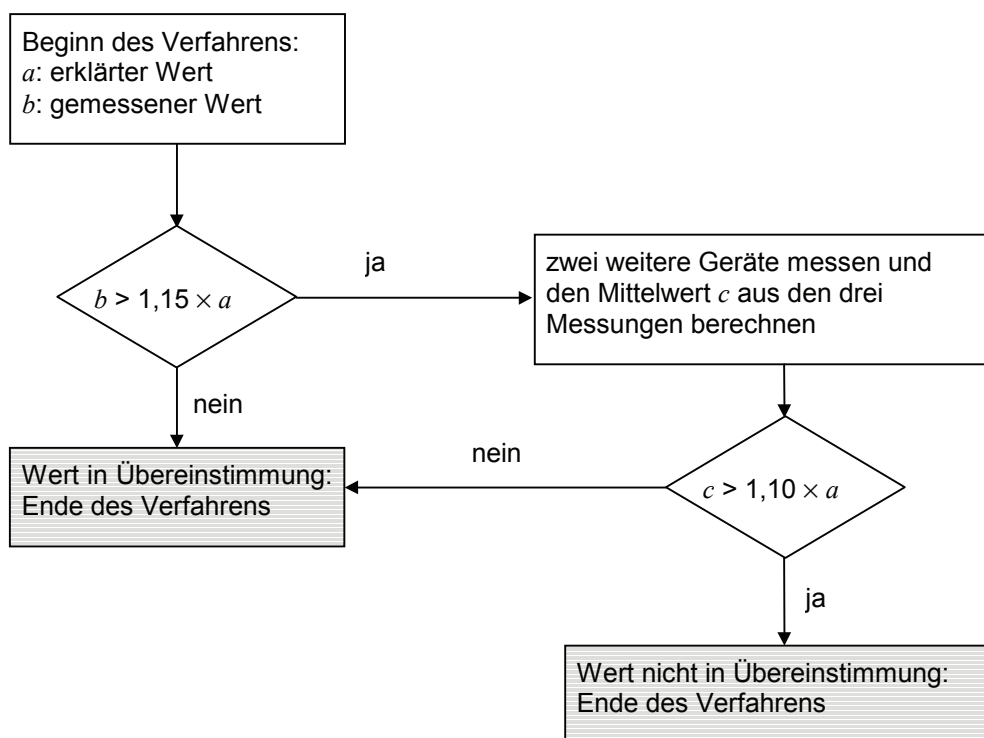 Beginn des Verfahrens:
a: erklärter Wert
b: gemessener Wert
b > 1,15 × a
ja
zwei weitere Geräte messen und
den Mittelwert c aus den drei
Messungen berechnen
nein
Wert in Übereinstimmung:
Ende des Verfahrens
nein
c > 1,10 × a
ja
Wert nicht in Übereinstimmung:
Ende des Verfahrens